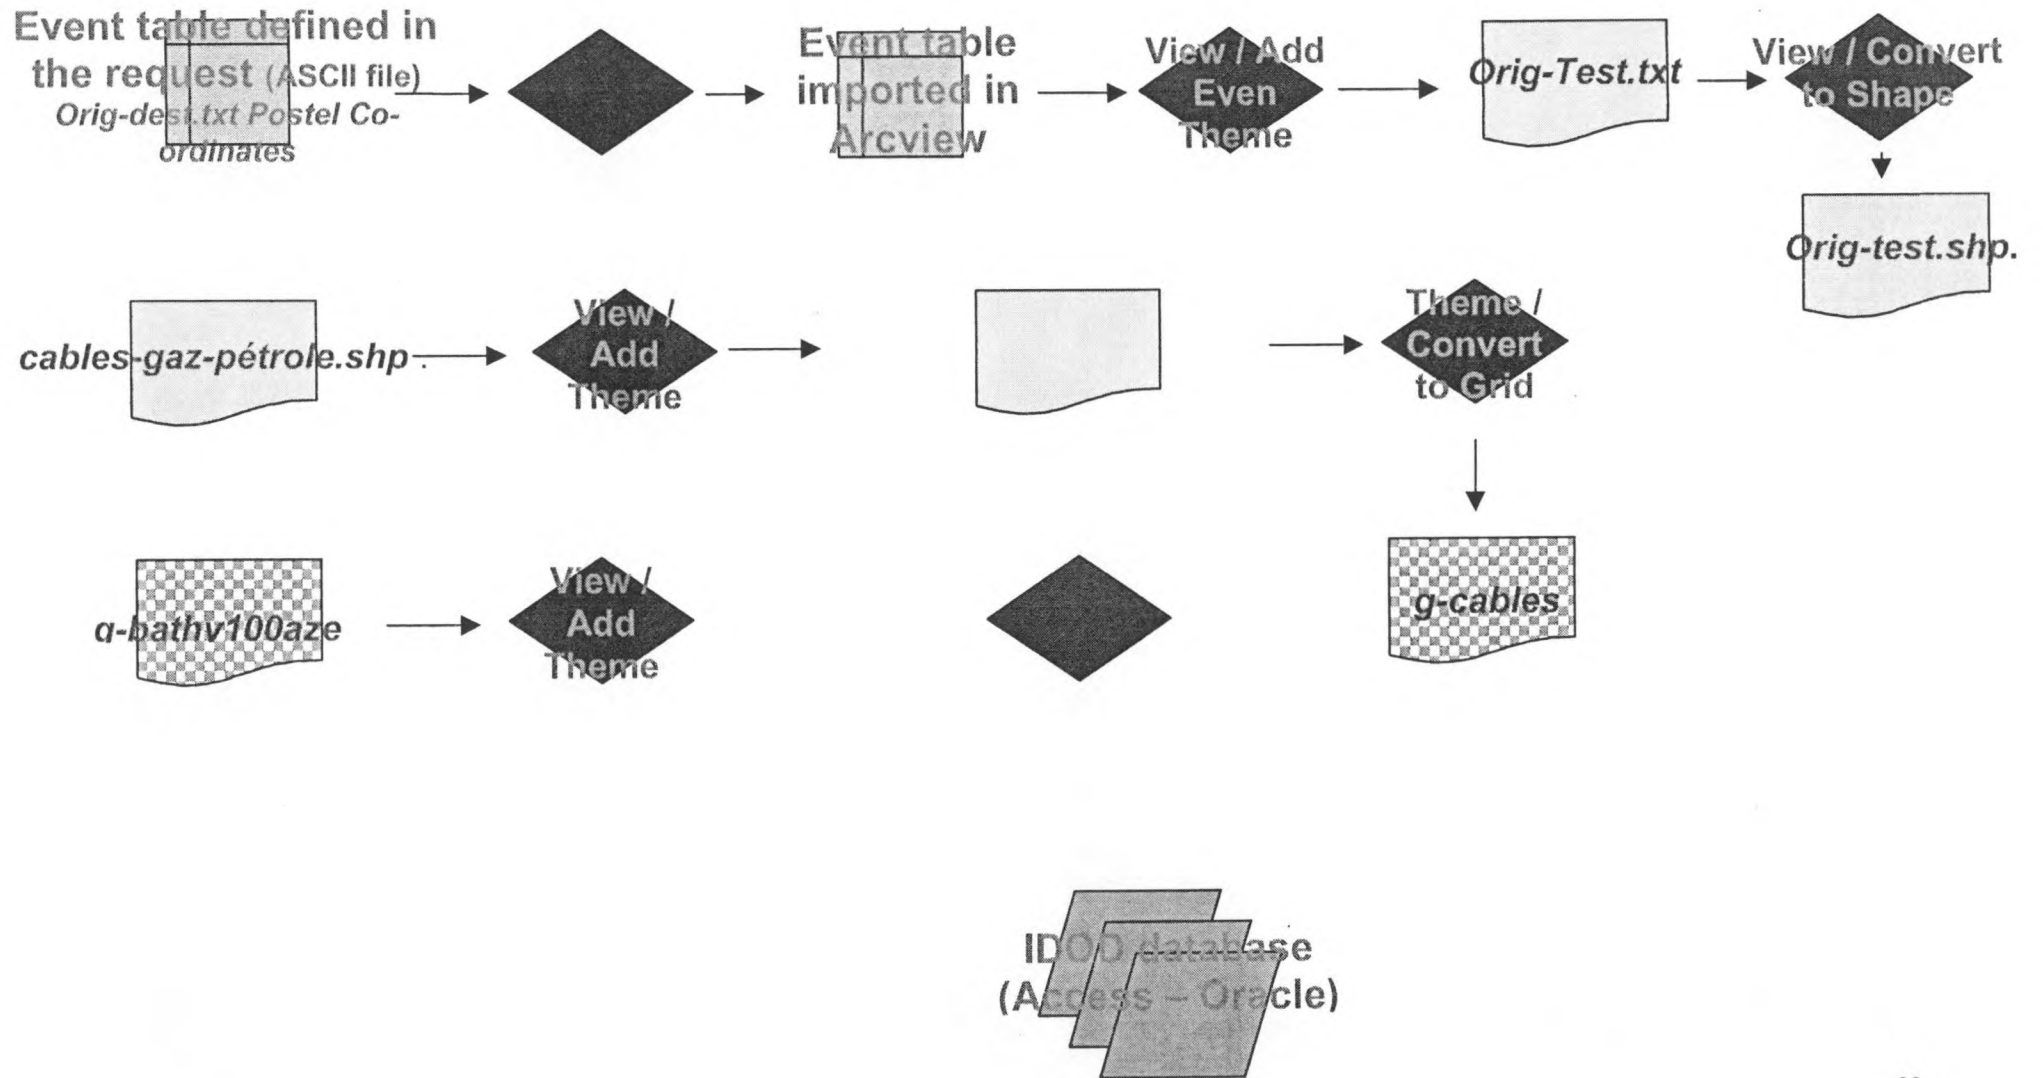 Event table defined in
the request (ASCII file)
Orig-dest.txt Postel Co-
ordinates
Event table
imported in
Arcview
View / Add
Even
Theme
Orig-Test.txt
View / Convert
to Shape
Orig-test.shp.
cables-gaz-pétrole.shp .
View /
Add
Theme
Theme /
Convert
to Grid
g-bathv100aze
View /
Add
Theme
g-cables
IDOD database
(Access – Oracle)